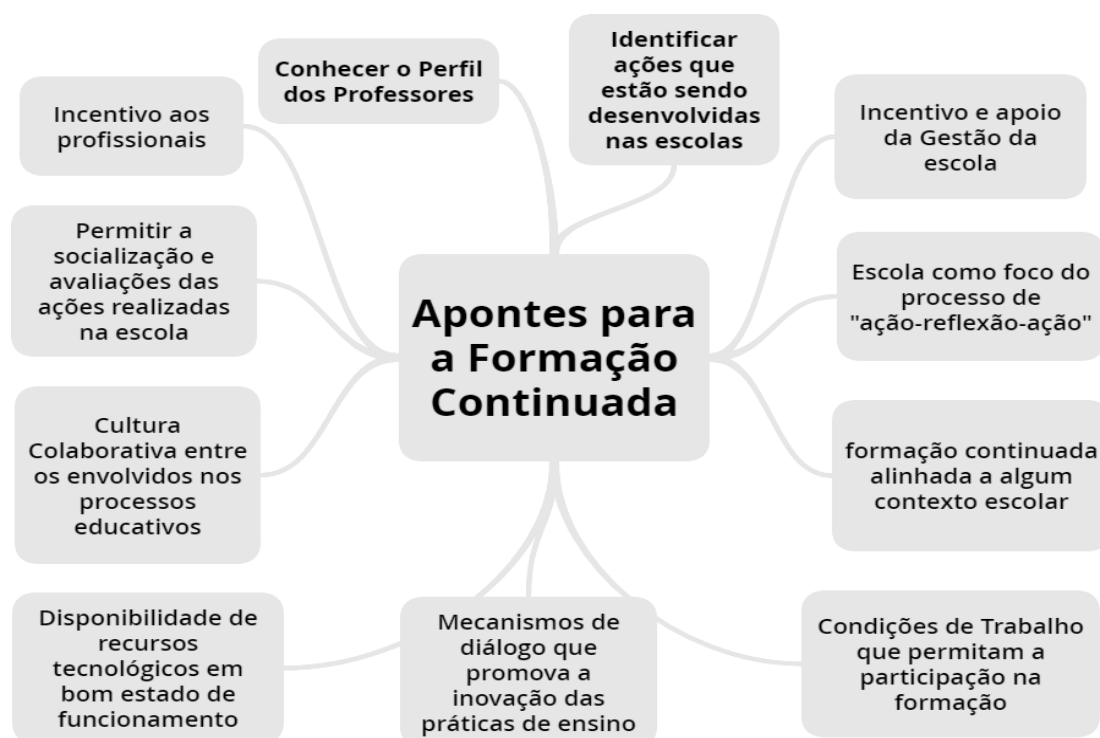 Identificar
ações que
estão sendo
desenvolvidas
nas escolas
Conhecer o Perfil
dos Professores
Incentivo aos
profissionais
Incentivo e apoio
da Gestão da
escola
Permitir a
socialização e
avaliações das
ações realizadas
na escola
Escola como foco do
processo de
"ação-reflexão-ação"
Apontes para
a Formação
Continuada
Cultura
Colaborativa entre
os envolvidos nos
processos
educativos
formação continuada
alinhada a algum
contexto escolar
Disponibilidade de
recursos
tecnológicos em
bom estado de
funcionamento
Mecanismos de
diálogo que
promova a
inovação das
práticas de ensino
Condições de Trabalho
que permitam a
participação na
formação